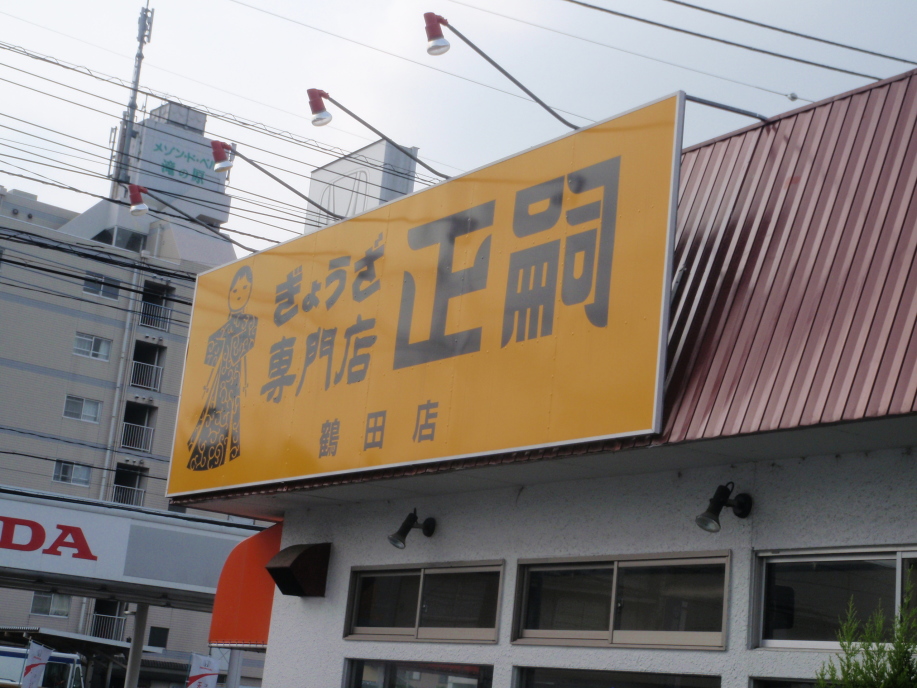 メゾンド・ベル
滝の原
ぎょうざ
専門店
正嗣
鶴田店
DA